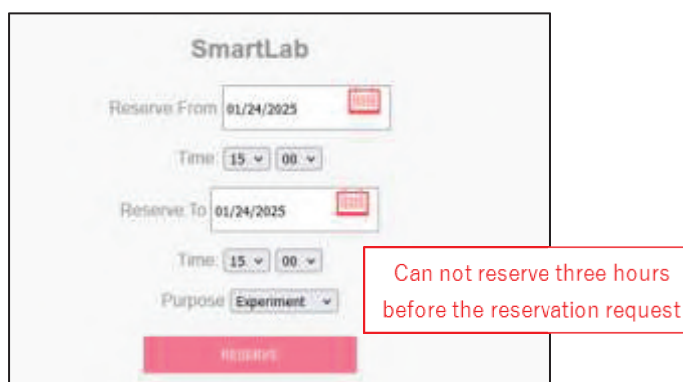 SmartLab
Reserve From 01/24/2025
Time: 15 00
Reserve To 01/24/2025
Time: 15 00
Purpose Experiment
Can not reserve three hours
before the reservation request
RESERVE